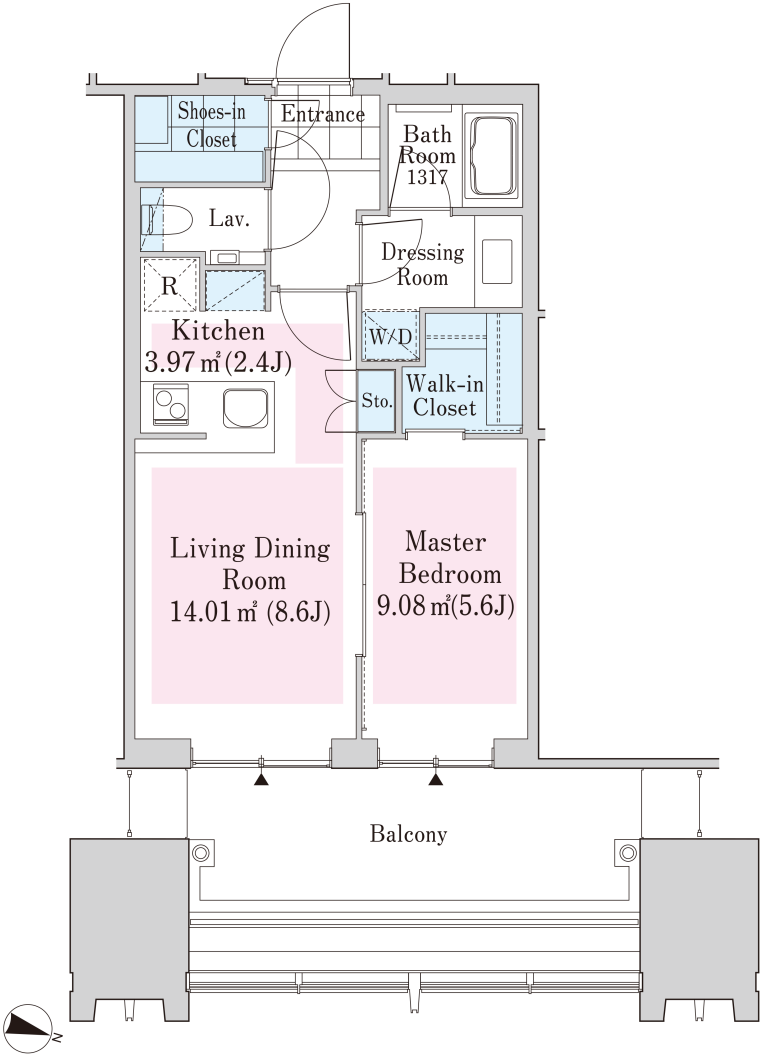 Shoes-in
Closet
Entrance
Bath
Room
1317
Lav.
Dressing
Room
R
Kitchen
3.97㎡(2.4J)
W/D
Sto.
Walk-in
Closet
Living Dining
Room
14.01㎡ (8.6J)
Master
Bedroom
9.08㎡(5.6J)
Balcony
N